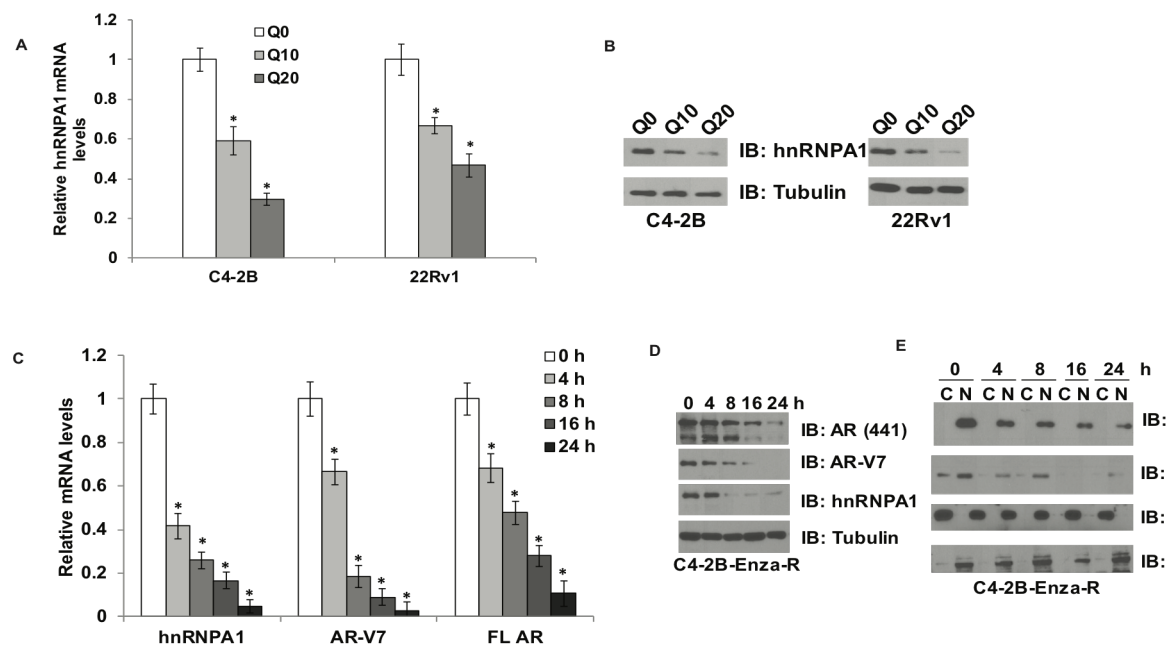 A
Relative hnRNPA1 mRNA
levels
1.2
1
0.8
0.6
0.4
0.2
0
Q0
Q10
Q20
* * * *
C4-2B 22Rv1
B
Q0 Q10 Q20 Q0 Q10 Q20
IB: hnRNPA1
IB: Tubulin
C4-2B 22Rv1
C
Relative mRNA levels
1.2
1
0.8
0.6
0.4
0.2
0
0 h
4 h
8 h
16 h
24 h
* * * * * * * * * * * *
hnRNPA1 AR-V7 FL AR
D
0 4 8 16 24 h
IB: AR (441)
IB: AR-V7
IB: hnRNPA1
IB: Tubulin
C4-2B-Enza-R
E
0 4 8 16 24 h
C N C N C N C N C N
IB:
IB:
IB:
IB:
C4-2B-Enza-R